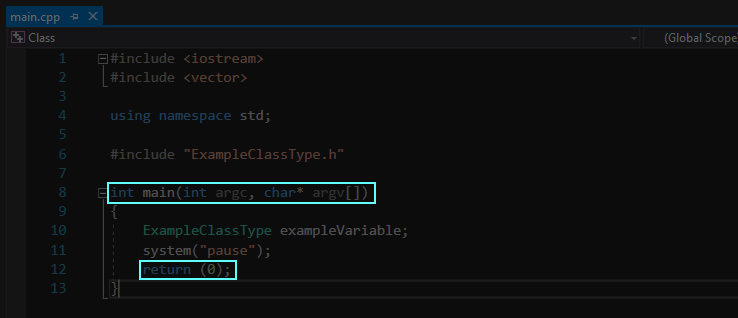 main.cpp
Class
(Global Scope
1 #include <iostream>
2 #include <vector>
3
4 using namespace std;
5
6 #include "ExampleClassType.h"
7
8 int main(int argc, char* argv[])
9 {
10 ExampleClassType exampleVariable;
11 system("pause");
12 return (0);
13 }